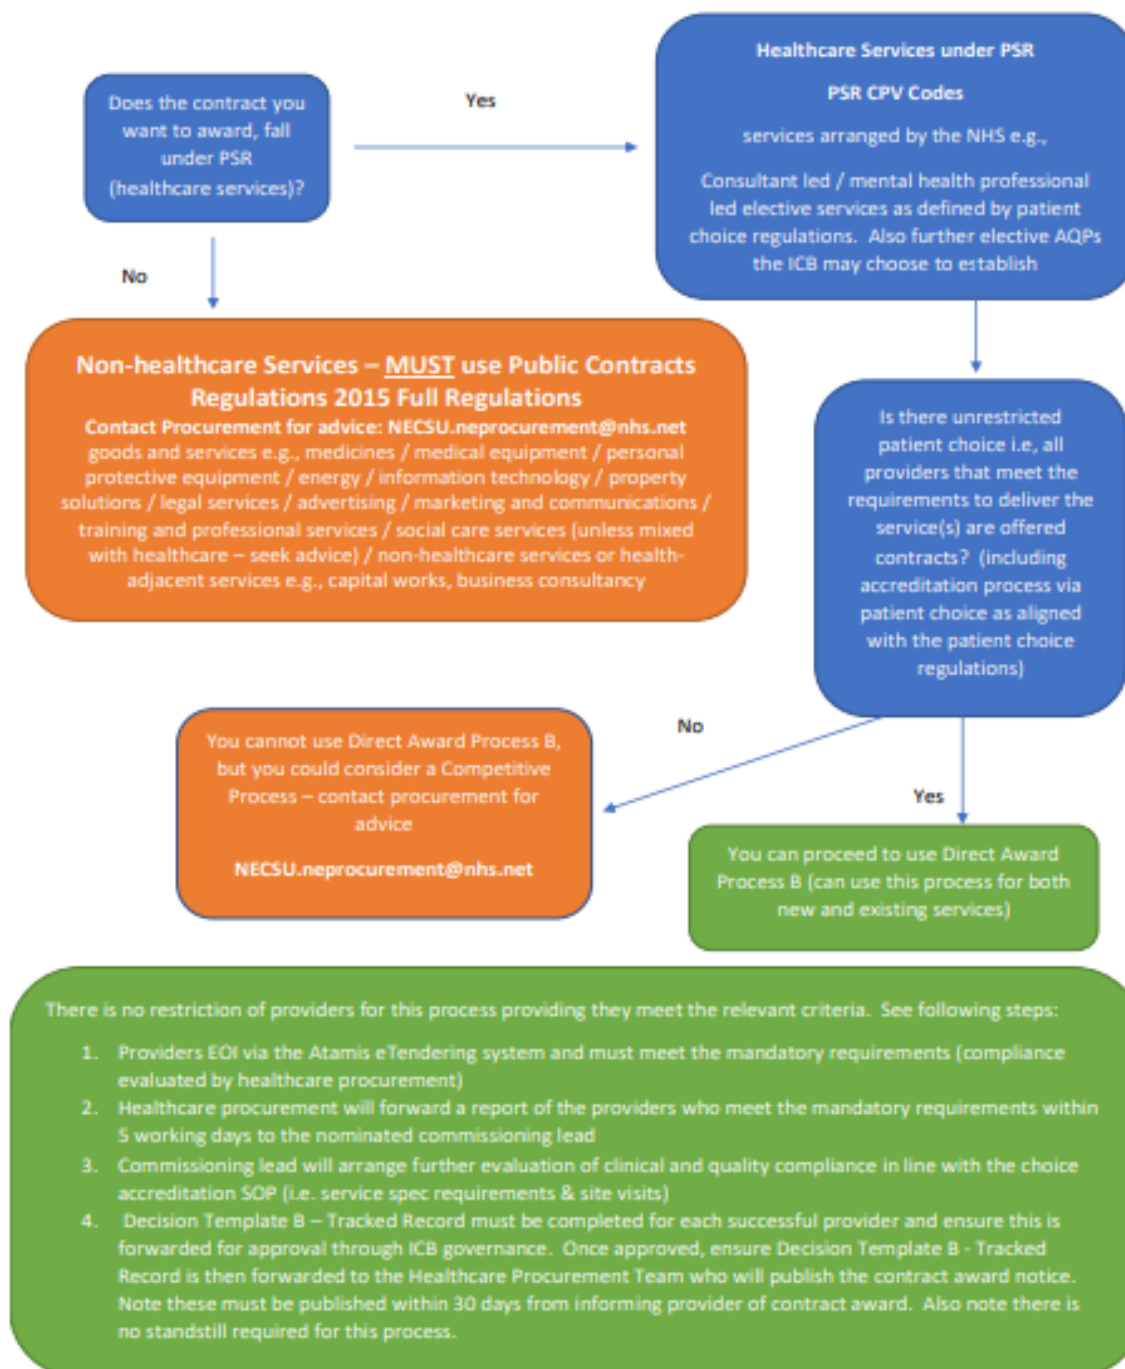 Does the contract you
want to award, fall
under PSR
(healthcare services)?
Yes
Healthcare Services under PSR
PSR CPV Codes
services arranged by the NHS e.g.,
Consultant led / mental health professional
led elective services as defined by patient
choice regulations.  Also further elective AQPs
the ICB may choose to establish
No
Non-healthcare Services – MUST use Public Contracts
Regulations 2015 Full Regulations
Contact Procurement for advice: NECSU.neprocurement@nhs.net
goods and services e.g., medicines / medical equipment / personal
protective equipment / energy / information technology / property
solutions / legal services / advertising / marketing and communications /
training and professional services / social care services (unless mixed
with healthcare – seek advice) / non-healthcare services or health-
adjacent services e.g., capital works, business consultancy
Is there unrestricted
patient choice i.e, all
providers that meet the
requirements to deliver the
service(s) are offered
contracts?  (including
accreditation process via
patient choice as aligned
with the patient choice
regulations)
No
You cannot use Direct Award Process B,
but you could consider a Competitive
Process – contact procurement for
advice
NECSU.neprocurement@nhs.net
Yes
You can proceed to use Direct Award
Process B (can use this process for both
new and existing services)
There is no restriction of providers for this process providing they meet the relevant criteria.  See following steps:
1. Providers EOI via the Atamis eTendering system and must meet the mandatory requirements (compliance
evaluated by healthcare procurement)
2. Healthcare procurement will forward a report of the providers who meet the mandatory requirements within
5 working days to the nominated commissioning lead
3. Commissioning lead will arrange further evaluation of clinical and quality compliance in line with the choice
accreditation SOP (i.e. service spec requirements & site visits)
4. Decision Template B – Tracked Record must be completed for each successful provider and ensure this is
forwarded for approval through ICB governance.  Once approved, ensure Decision Template B - Tracked
Record is then forwarded to the Healthcare Procurement Team who will publish the contract award notice.
Note these must be published within 30 days from informing provider of contract award.  Also note there is
no standstill required for this process.